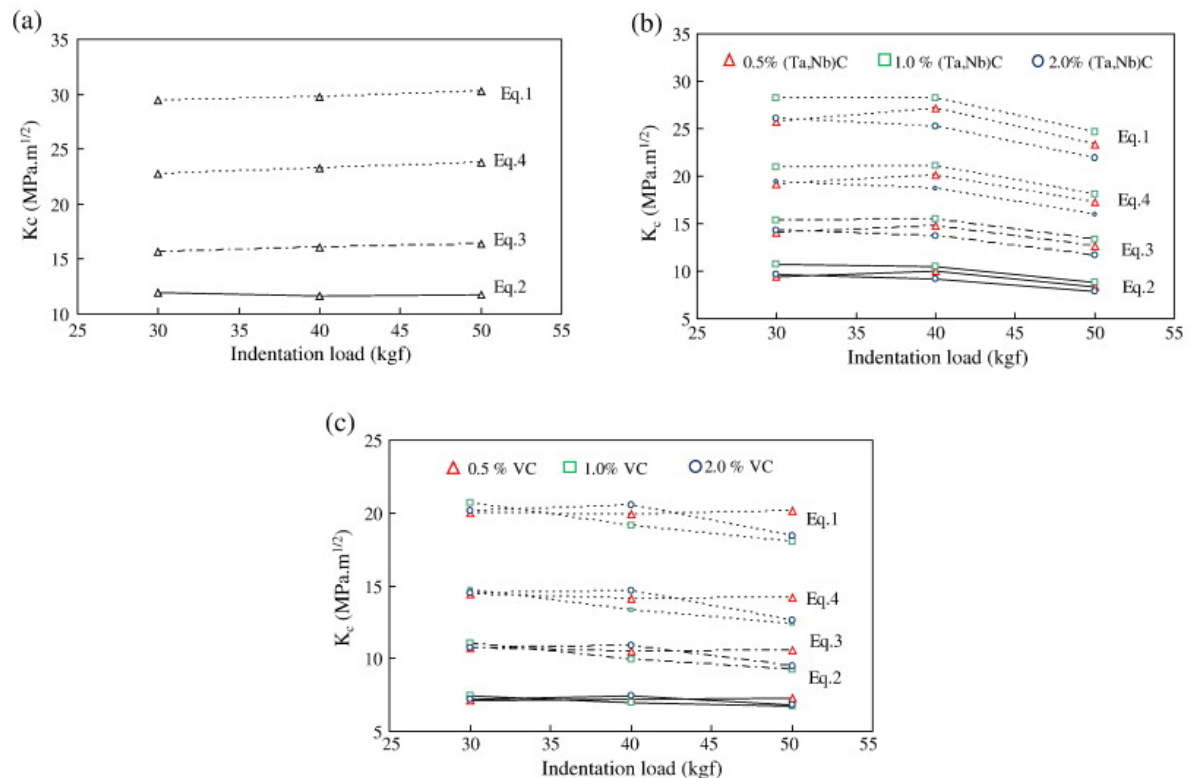 (a)
35
30
25
20
15
10
Kc (MPa.m1/2)
Eq.1
Eq.4
Eq.3
Eq.2
25 30 35 40 45 50 55
Indentation load (kgf)
(b)
35
30
25
20
15
10
5
Kc (MPa.m1/2)
0.5% (Ta,Nb)C 1.0 % (Ta,Nb)C 2.0% (Ta,Nb)C
Eq.1
Eq.4
Eq.3
Eq.2
25 30 35 40 45 50 55
Indentation load (kgf)
(c)
25
20
15
10
5
Kc (MPa.m1/2)
0.5 % VC 1.0% VC 2.0 % VC
Eq.1
Eq.4
Eq.3
Eq.2
25 30 35 40 45 50 55
Indentation load (kgf)